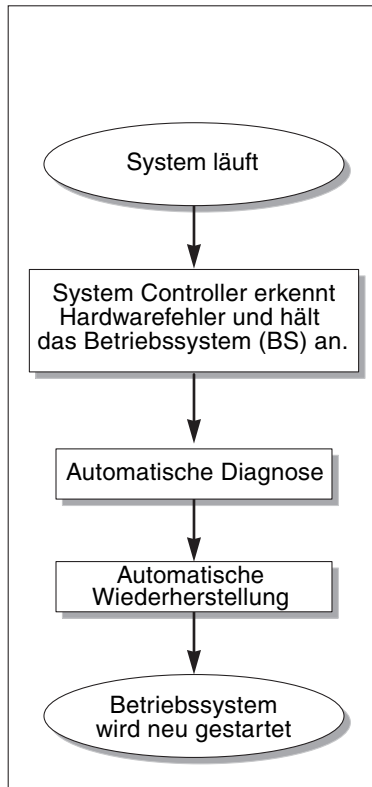 System läuft
System Controller erkennt
Hardwarefehler und hält
das Betriebssystem (BS) an.
Automatische Diagnose
Automatische
Wiederherstellung
Betriebssystem
wird neu gestartet